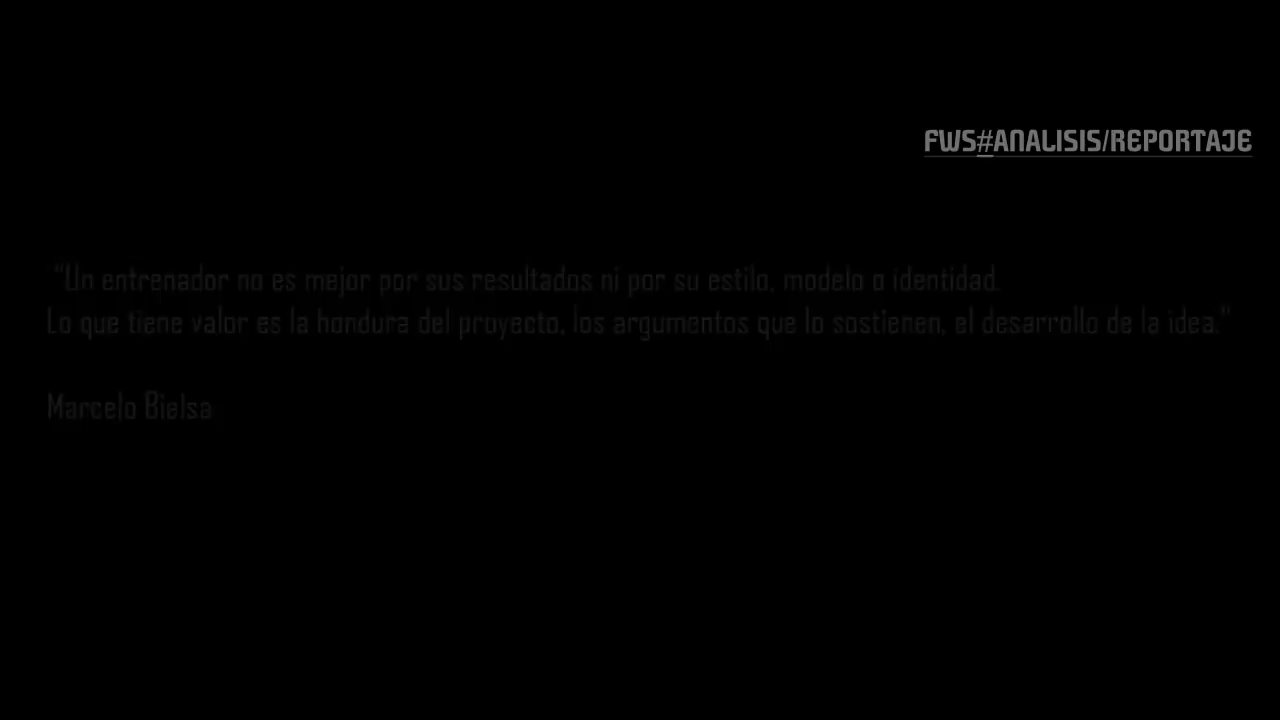 FWS#ANALISIS/REPORTAJE
"Un entrenador no es mejor por sus resultados ni por su estilo, modelo o identidad.
Lo que tiene valor es la hondura del proyecto, los argumentos que lo sostienen, el desarrollo de la idea."
Marcelo Bielsa